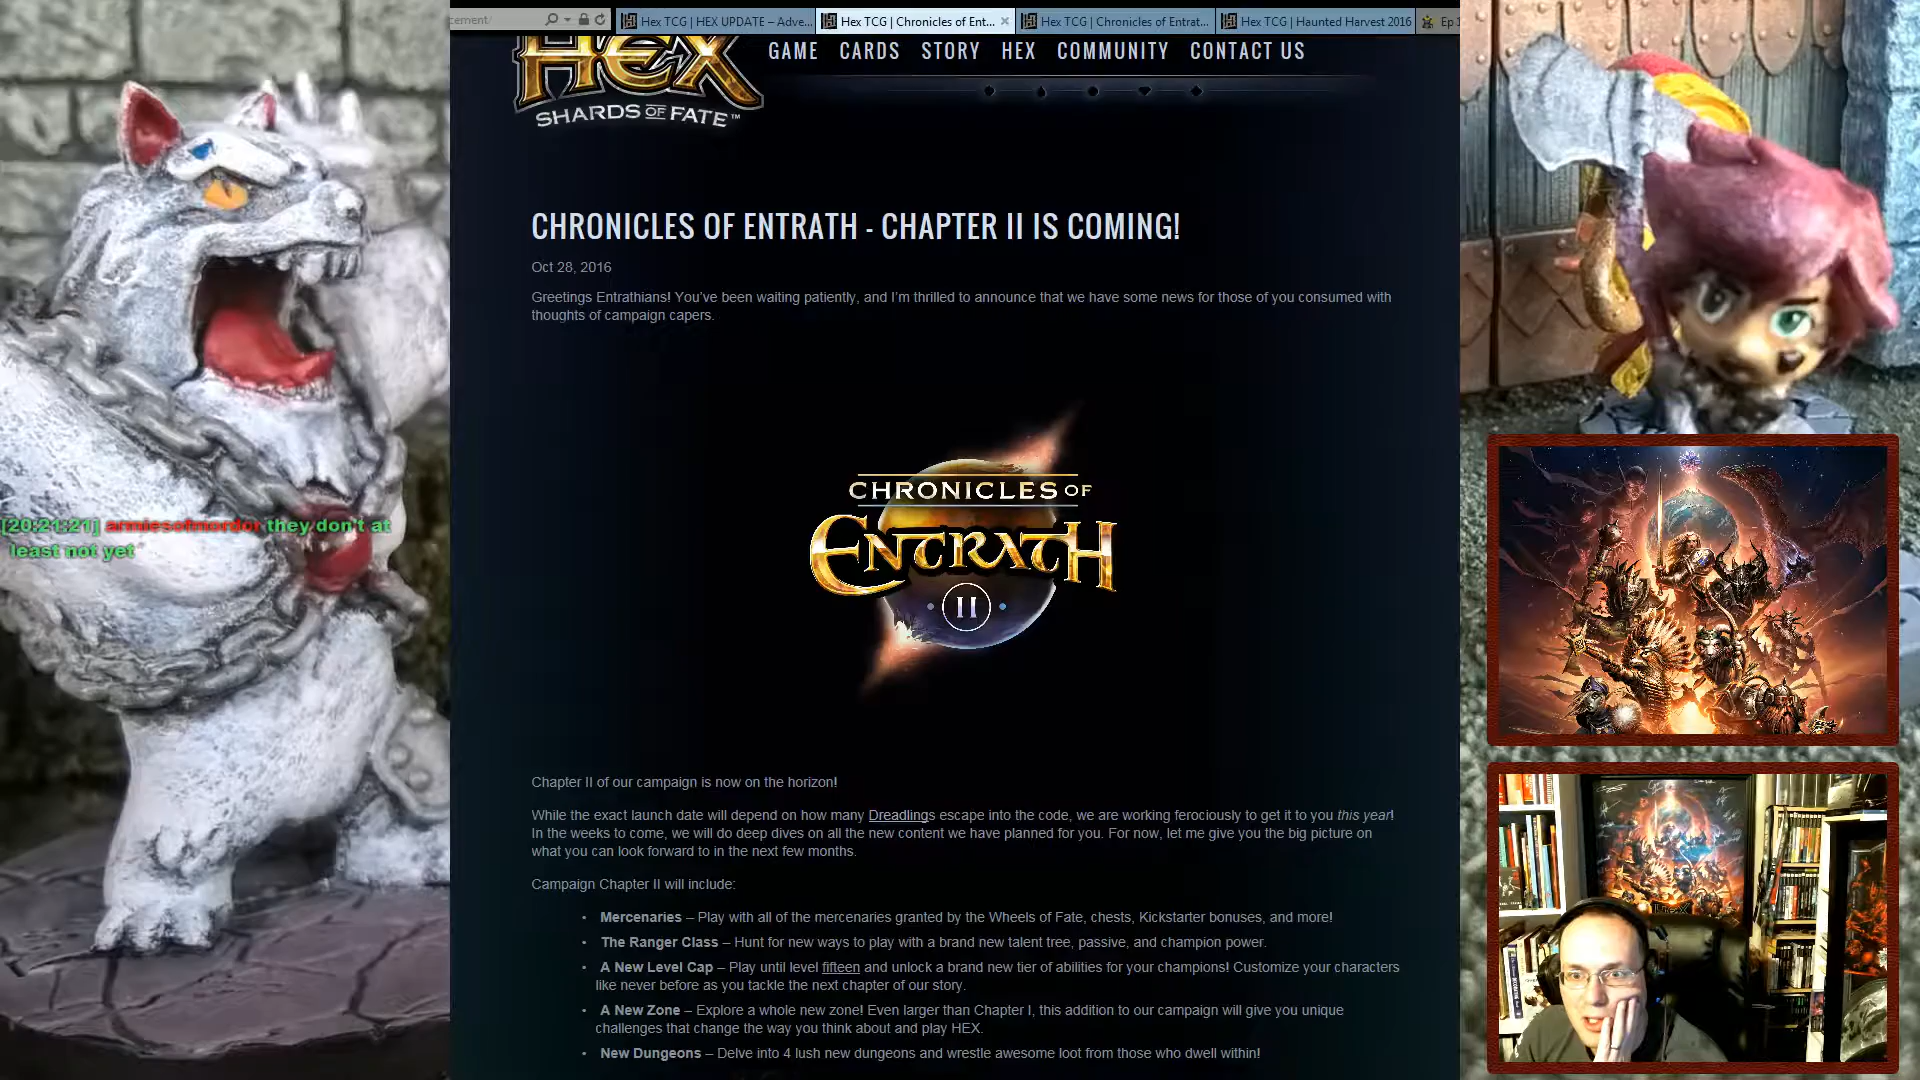 cement/
Hex TCG | HEX UPDATE – Adve...
Hex TCG | Chronicles of Ent...
Hex TCG | Chronicles of Entrat...
Hex TCG | Haunted Harvest 2016
Ep 1
HEX
SHARDS OF FATE™
GAME CARDS STORY HEX COMMUNITY CONTACT US
CHRONICLES OF ENTRATH - CHAPTER II IS COMING!
Oct 28, 2016
Greetings Entrathians! You've been waiting patiently, and I'm thrilled to announce that we have some news for those of you consumed with
thoughts of campaign capers.
CHRONICLES OF
ENTRATH
II
[20:21:21] armiesofmordor they don't at
least not yet
Chapter II of our campaign is now on the horizon!
While the exact launch date will depend on how many Dreadlings escape into the code, we are working ferociously to get it to you this year!
In the weeks to come, we will do deep dives on all the new content we have planned for you. For now, let me give you the big picture on
what you can look forward to in the next few months.
Campaign Chapter II will include:
• Mercenaries – Play with all of the mercenaries granted by the Wheels of Fate, chests, Kickstarter bonuses, and more!
• The Ranger Class – Hunt for new ways to play with a brand new talent tree, passive, and champion power.
• A New Level Cap – Play until level fifteen and unlock a brand new tier of abilities for your champions! Customize your characters
like never before as you tackle the next chapter of our story.
• A New Zone – Explore a whole new zone! Even larger than Chapter I, this addition to our campaign will give you unique
challenges that change the way you think about and play HEX.
• New Dungeons – Delve into 4 lush new dungeons and wrestle awesome loot from those who dwell within!